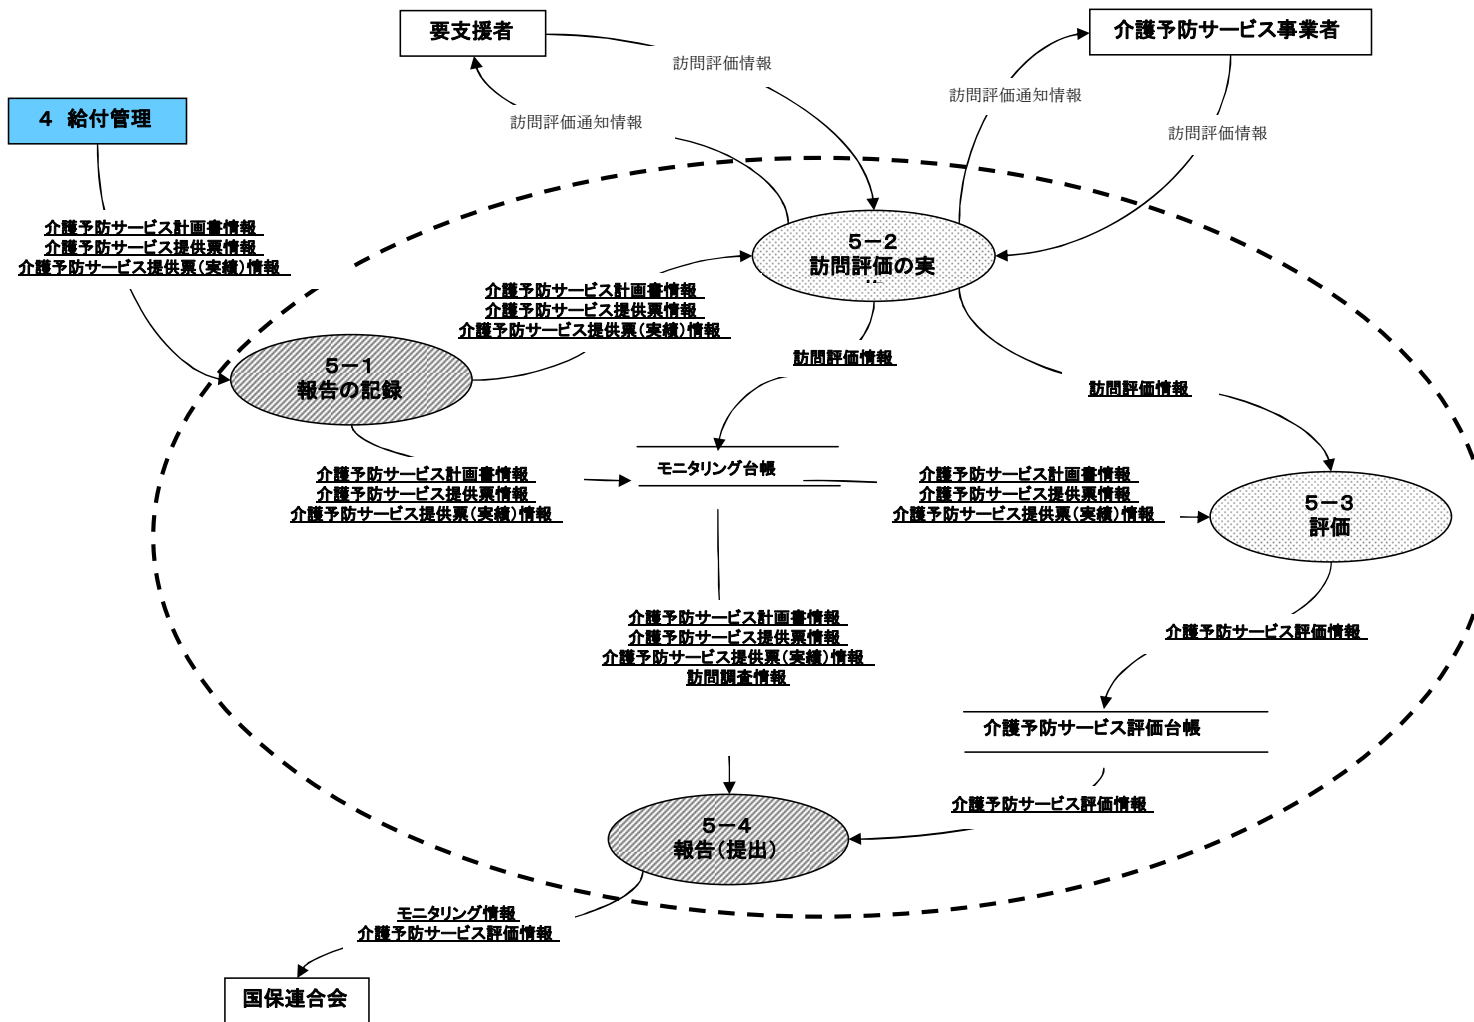 要支援者
介護予防サービス事業者
訪問評価情報
訪問評価通知情報
4 給付管理
訪問評価通知情報
訪問評価情報
介護予防サービス計画書情報
介護予防サービス提供票情報
介護予防サービス提供票(実績)情報
5-2
訪問評価の実
介護予防サービス計画書情報
介護予防サービス提供票情報
介護予防サービス提供票(実績)情報
訪問評価情報
5-1
報告の記録
訪問評価情報
介護予防サービス計画書情報
介護予防サービス提供票情報
介護予防サービス提供票(実績)情報
モニタリング台帳
介護予防サービス計画書情報
介護予防サービス提供票情報
介護予防サービス提供票(実績)情報
5-3
評価
介護予防サービス計画書情報
介護予防サービス提供票情報
介護予防サービス提供票(実績)情報
訪問調査情報
介護予防サービス評価情報
介護予防サービス評価台帳
介護予防サービス評価情報
5-4
報告(提出)
モニタリング情報
介護予防サービス評価情報
国保連合会